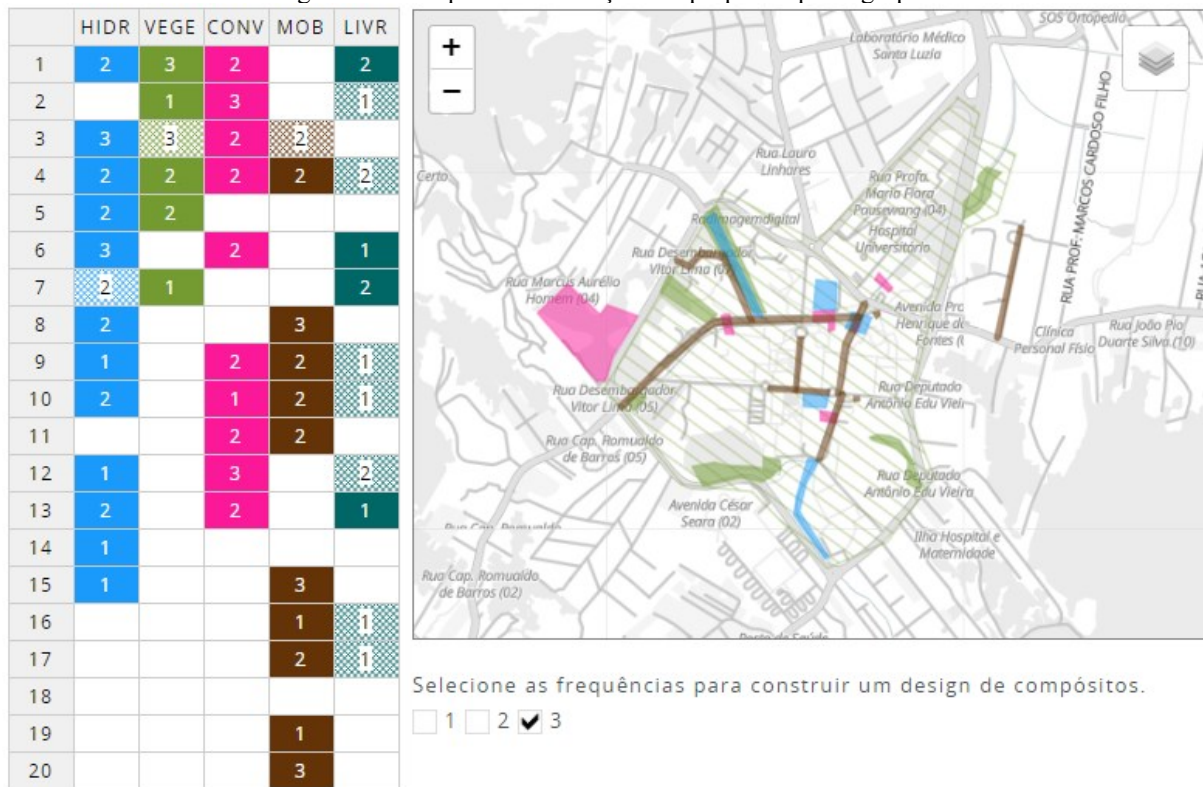 HIDR VEGE CONV MOB LIVR
1 2 3 2 2
2 1 3 1
3 3 3 2 2
4 2 2 2 2 2
5 2 2
6 3 2 1
7 2 1 2
8 2 3
9 1 2 2 1
10 2 1 2 1
11 2 2
12 1 3 2
13 2 2 1
14 1
15 1 3
16 1 1
17 2 1
18
19 1
20 3
+
−
SOS Ortopedia
Laboratório Médico
Santa Luzia
Certo
Rua Lauro
Linhares
Rua Profa.
Maria Flora
Pausewang (04)
Hospital
Universitário
RUA PROF. MARCOS CARDOSO FILHO
Radimagemdigital
Rua Desembargador
Vitor Lima (07)
Rua Marcus Aurélio
Homem (04)
Avenida Pro
Henrique de
Fontes (
Clínica
Personal Físio
Rua João Pio
Duarte Silva (10)
Rua Desembargador
Vitor Lima (05)
Rua Deputado
Antônio Edu Viei
Rua Cap. Romualdo
de Barros (05)
Rua Deputado
Antônio Edu Vieira
Avenida César
Seara (02)
Ilha Hospital e
Maternidade
Rua Cap. Romualdo
Rua Cap. Romualdo
de Barros (02)
Selecione as frequências para construir um design de compósitos.
1 2 3